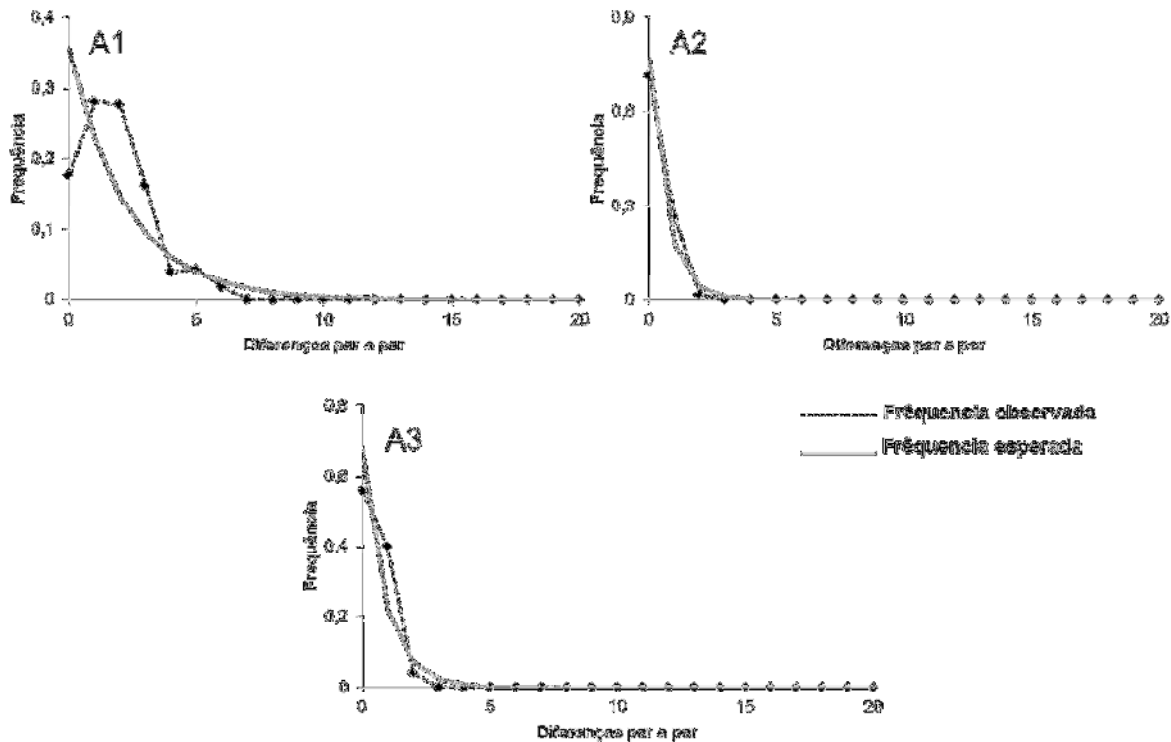 0,4
A1
0,3
0,2
0,1
0
Frequência
0
5
10
15
20
Diferenças par a par
0,9
A2
0,6
0,3
0
Frequência
0
5
10
15
20
Diferenças par a par
0,8
A3
0,6
0,4
0,2
0
Frequência
0
5
10
15
20
Diferenças par a par
Frêquencia observada
Frêquencia esperada